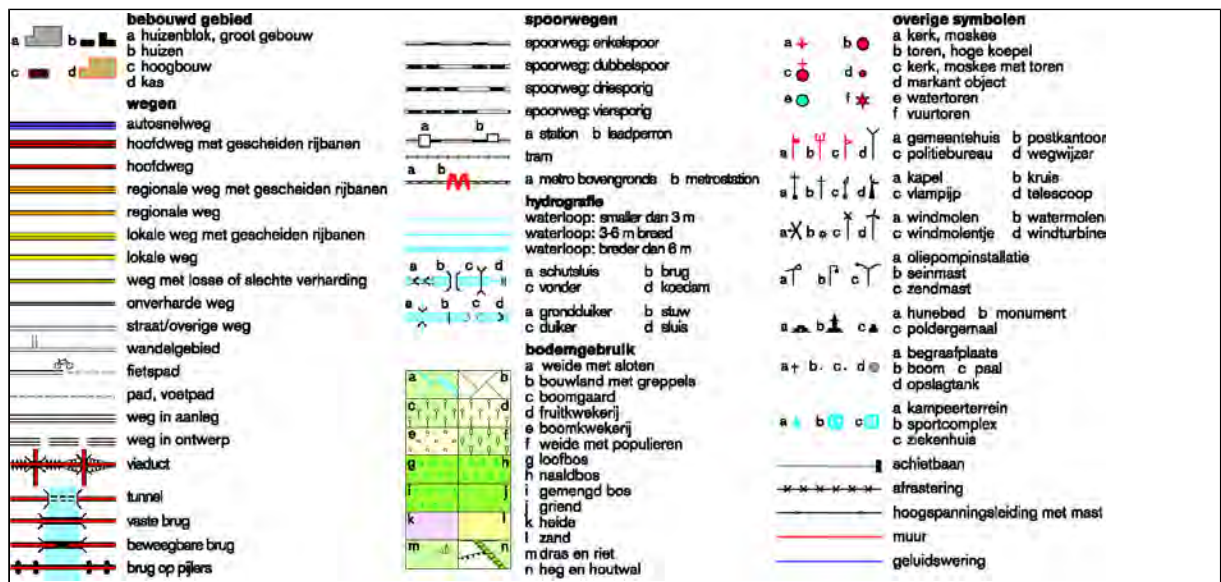 bebouwd gebied
a b
a huizenblok, groot gebouw
b huizen
c d
c hoogbouw
d kas
wegen
autosnelweg
hoofdweg met gescheiden rijbanen
hoofdweg
regionale weg met gescheiden rijbanen
regionale weg
lokale weg met gescheiden rijbanen
lokale weg
weg met losse of slechte verharding
onverharde weg
straat/overige weg
wandelgebied
fietspad
pad, voetpad
weg in aanleg
weg in ontwerp
viaduct
tunnel
vaste brug
beweegbare brug
brug op pijlers
spoorwegen
spoorweg: enkelspoor
spoorweg: dubbelspoor
spoorweg: driesporig
spoorweg: viersporig
a b
a station b laadperron
tram
a b
a metro bovengronds b metrostation
hydrografie
waterloop: smaller dan 3 m
waterloop: 3-6 m breed
waterloop: breder dan 6 m
a b c d
a schutsluis b brug
c vonder d koedam
a b c d
a grondduiker b stuw
c duiker d sluis
bodemgebruik
a b
c d
e f
g h
i j
k l
m n
a weide met sloten
b bouwland met greppels
c boomgaard
d fruitkwekerij
e boomkwekerij
f weide met populieren
g loofbos
h naaldbos
i gemengd bos
j griend
k heide
l zand
m dras en riet
n heg en houtwal
overige symbolen
a b
a kerk, moskee
b toren, hoge koepel
c d
c kerk, moskee met toren
d markant object
e f
e watertoren
f vuurtoren
a b c d
a gemeentehuis b postkantoor
c politiebureau d wegwijzer
a b c d
a kapel b kruis
c vlampijp d telescoop
a b c d
a windmolen b watermolen
c windmolentje d windturbine
a b c
a oliepompinstallatie
b seinmast
c zendmast
a b c
a hunebed b monument
c poldergemaal
a b c d
a begraafplaats
b boom c paal
d opslagtank
a b c
a kampeerterrein
b sportcomplex
c ziekenhuis
schietbaan
afrastering
hoogspanningsleiding met mast
muur
geluidswering